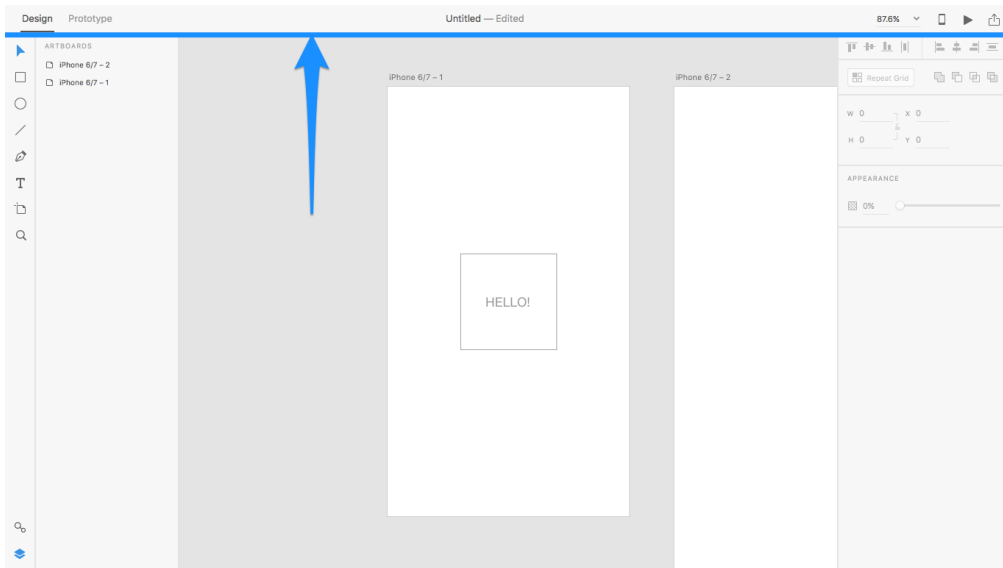 Design Prototype Untitled — Edited 87.6%
ARTBOARDS
iPhone 6/7 – 2
iPhone 6/7 – 1
T
iPhone 6/7 – 1 iPhone 6/7 – 2
HELLO!
Repeat Grid
W 0 X 0
H 0 Y 0
APPEARANCE
0%